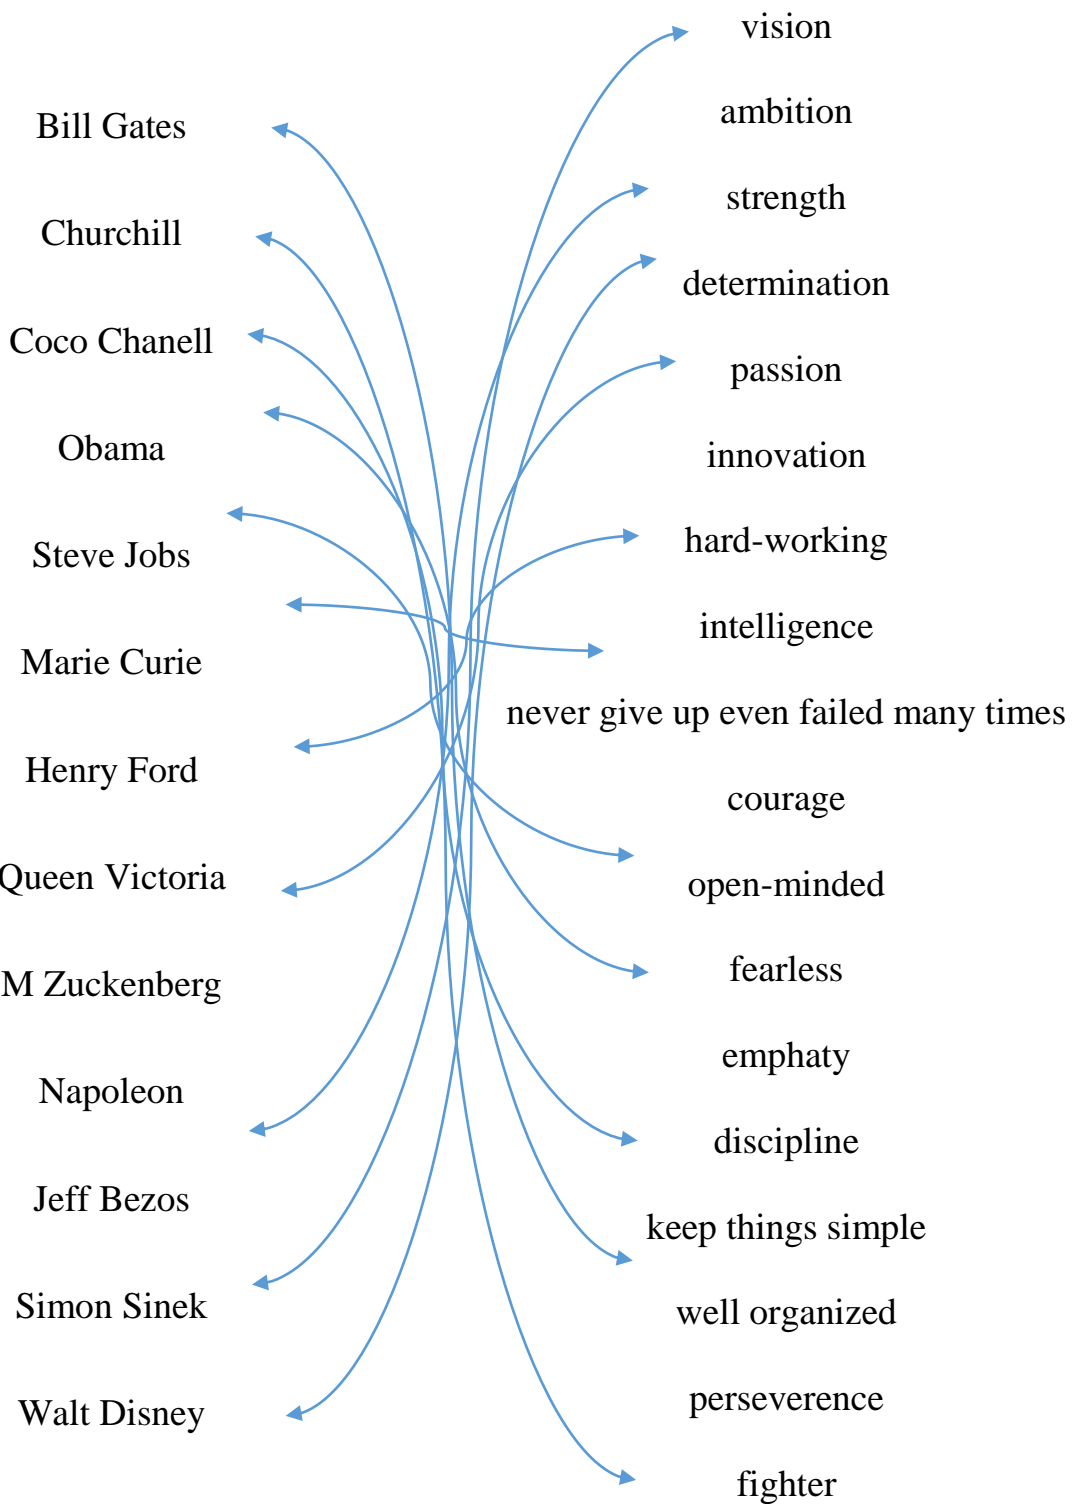 Bill Gates
Churchill
Coco Chanell
Obama
Steve Jobs
Marie Curie
Henry Ford
Queen Victoria
M Zuckenberg
Napoleon
Jeff Bezos
Simon Sinek
Walt Disney
vision
ambition
strength
determination
passion
innovation
hard-working
intelligence
never give up even failed many times
courage
open-minded
fearless
emphaty
discipline
keep things simple
well organized
perseverence
fighter